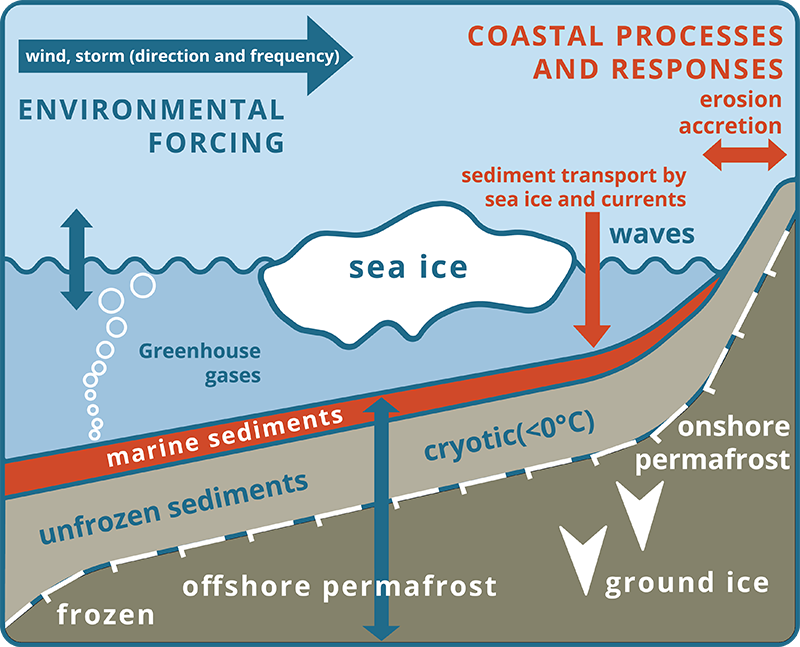 wind, storm (direction and frequency)
ENVIRONMENTAL
FORCING
COASTAL PROCESSES
AND RESPONSES
erosion
accretion
sediment transport by
sea ice and currents
waves
sea ice
Greenhouse
gases
marine sediments
cryotic(<0°C)
unfrozen sediments
onshore
permafrost
offshore permafrost
ground ice
frozen